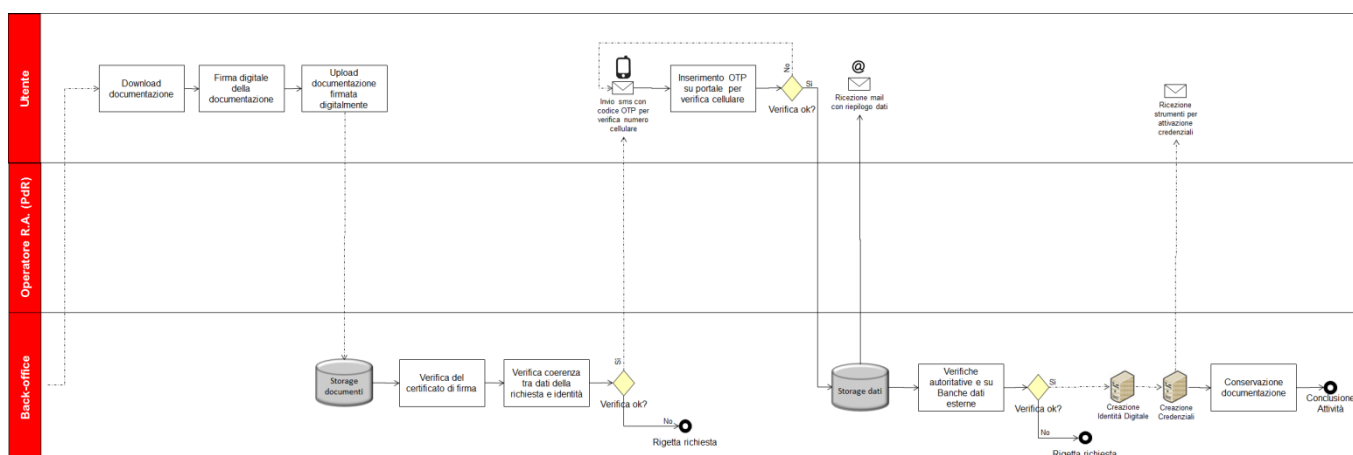 Utente
Download
documentazione
Firma digitale
della
documentazione
Upload
documentazione
firmata
digitalmente
Invio sms con
codice OTP per
verifica numero
cellulare
Inserimento OTP
su portale per
verifica cellulare
No
Si
Verifica ok?
@
Ricezione mail
con riepilogo dati
Ricezione
strumenti per
attivazione
credenziali
Operatore R.A. (PdR)
Back-office
Storage
documenti
Verifica del
certificato di firma
Verifica coerenza
tra dati della
richiesta e identità
Si
Verifica ok?
No
Rigetta richiesta
Storage dati
Verifiche
autoritative e su
Banche dati
esterne
Si
Verifica ok?
No
Rigetta richiesta
Creazione
Identità Digitale
Creazione
Credenziali
Conservazione
documentazione
Conclusione
Attività